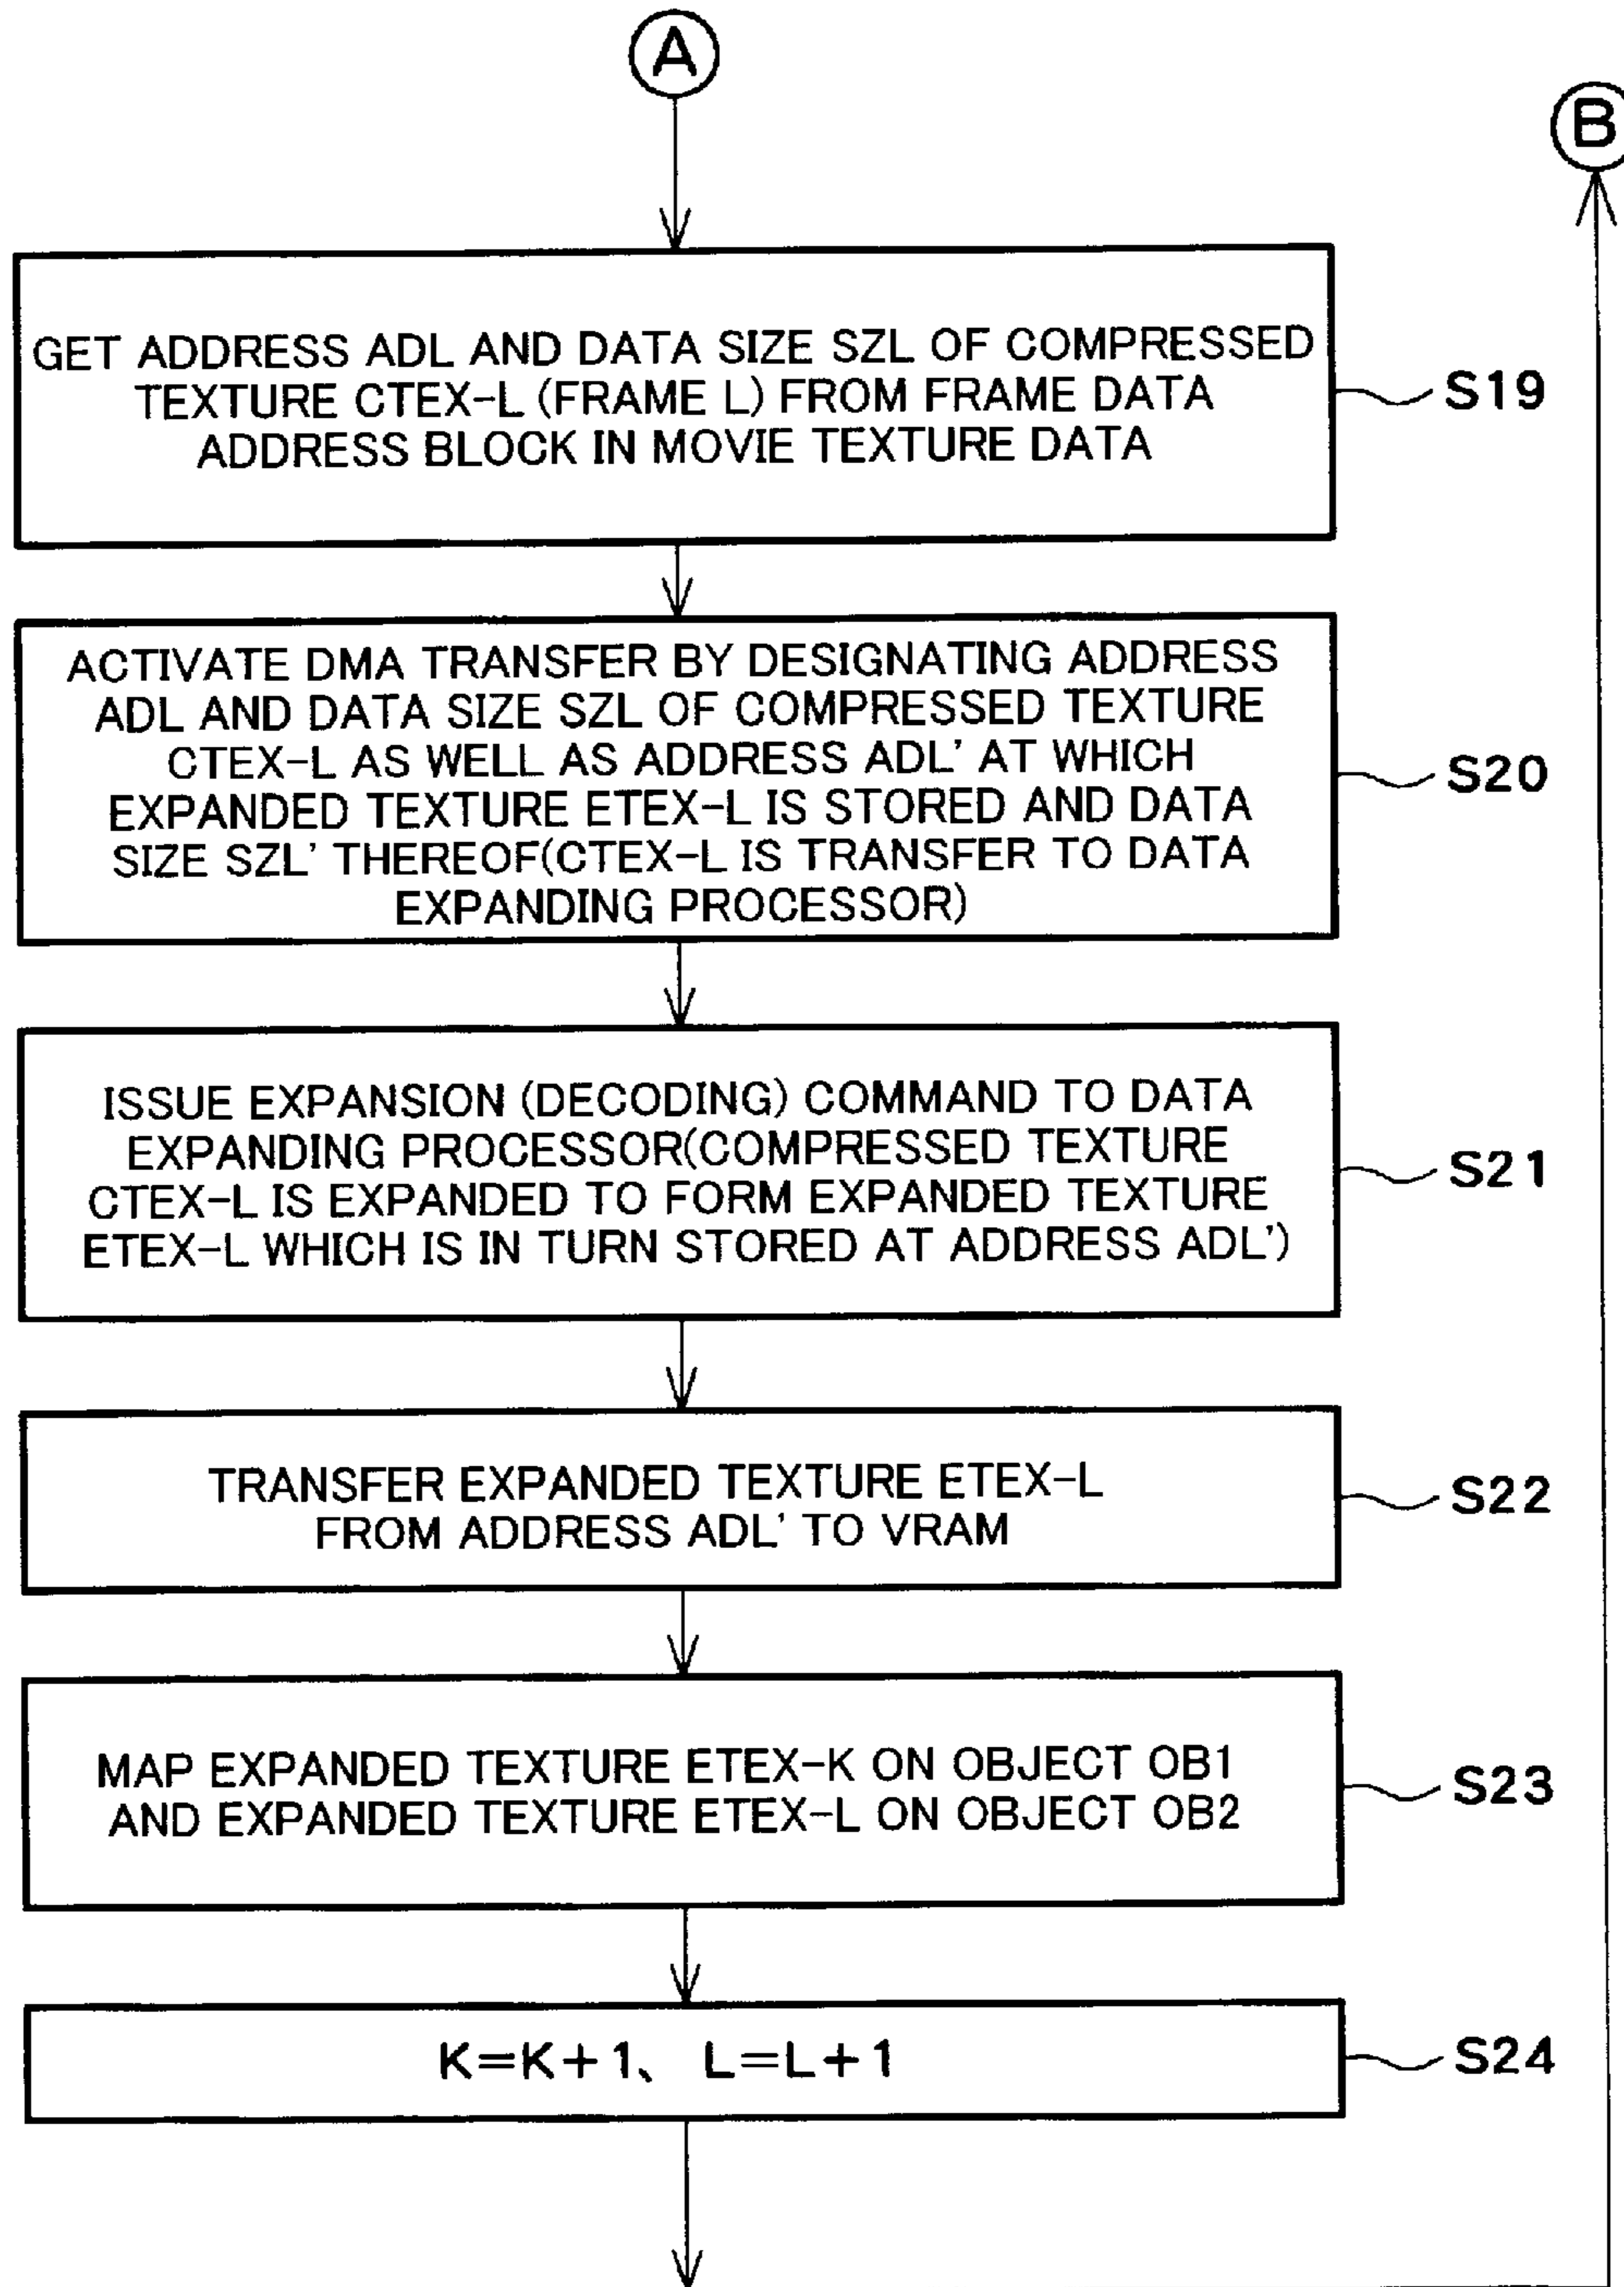 A
B
GET ADDRESS ADL AND DATA SIZE SZL OF COMPRESSED
TEXTURE CTEX-L (FRAME L) FROM FRAME DATA
ADDRESS BLOCK IN MOVIE TEXTURE DATA
S19
ACTIVATE DMA TRANSFER BY DESIGNATING ADDRESS
ADL AND DATA SIZE SZL OF COMPRESSED TEXTURE
CTEX-L AS WELL AS ADDRESS ADL' AT WHICH
EXPANDED TEXTURE ETEX-L IS STORED AND DATA
SIZE SZL' THEREOF(CTEX-L IS TRANSFER TO DATA
EXPANDING PROCESSOR)
S20
ISSUE EXPANSION (DECODING) COMMAND TO DATA
EXPANDING PROCESSOR(COMPRESSED TEXTURE
CTEX-L IS EXPANDED TO FORM EXPANDED TEXTURE
ETEX-L WHICH IS IN TURN STORED AT ADDRESS ADL')
S21
TRANSFER EXPANDED TEXTURE ETEX-L
FROM ADDRESS ADL' TO VRAM
S22
MAP EXPANDED TEXTURE ETEX-K ON OBJECT OB1
AND EXPANDED TEXTURE ETEX-L ON OBJECT OB2
S23
K=K+1、 L=L+1
S24